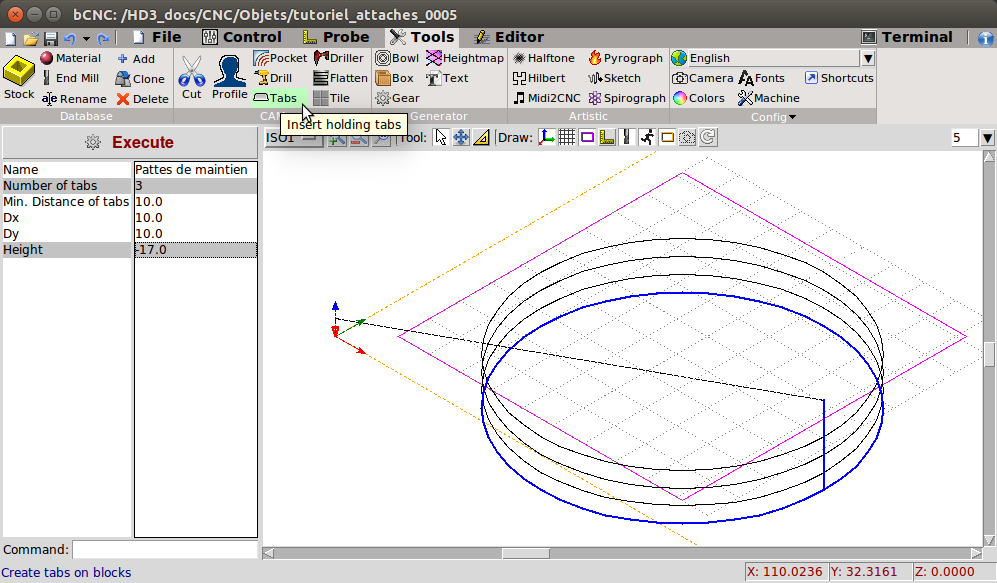 bCNC: /HD3_docs/CNC/Objets/tutoriel_attaches_0005
File Control Probe Tools Editor Terminal
Stock Material Add Cut Profile Pocket Driller Bowl Heightmap Halftone Pyrograph English
End Mill Clone Drill Flatten Box Text Hilbert Sketch Camera Fonts Shortcuts
Rename Delete Tabs Tile Gear Midi2CNC Spirograph Colors Machine
Database CAM Generator Artistic Config
Insert holding tabs
Execute ISO1 Tool: Draw: 5
Name Pattes de maintien
Number of tabs 3
Min. Distance of tabs 10.0
Dx 10.0
Dy 10.0
Height -17.0
Command:
Create tabs on blocks X: 110.0236 Y: 32.3161 Z: 0.0000